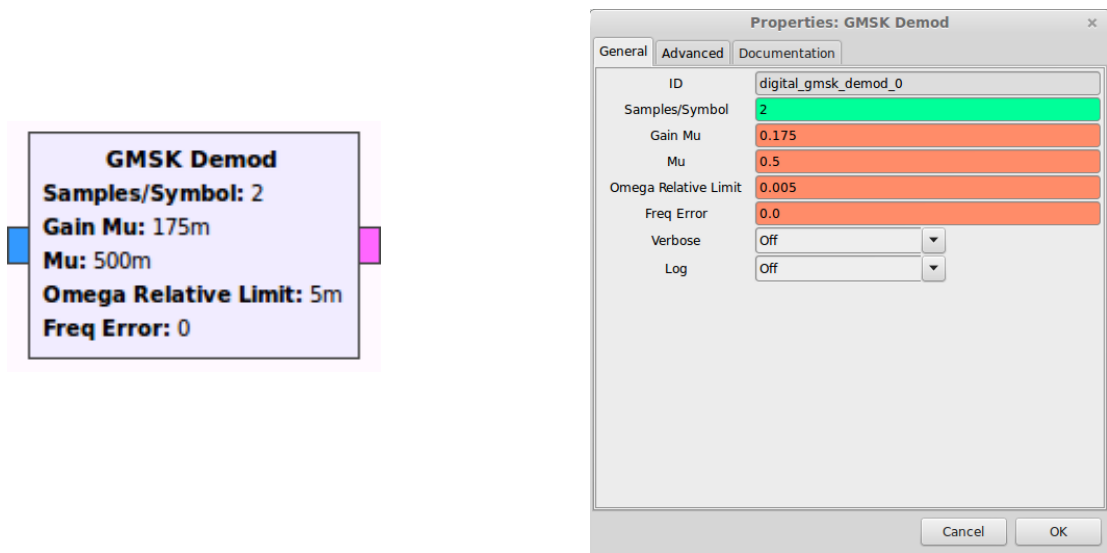 GMSK Demod
Samples/Symbol: 2
Gain Mu: 175m
Mu: 500m
Omega Relative Limit: 5m
Freq Error: 0
Properties: GMSK Demod
General Advanced Documentation
ID digital_gmsk_demod_0
Samples/Symbol 2
Gain Mu 0.175
Mu 0.5
Omega Relative Limit 0.005
Freq Error 0.0
Verbose Off
Log Off
Cancel OK